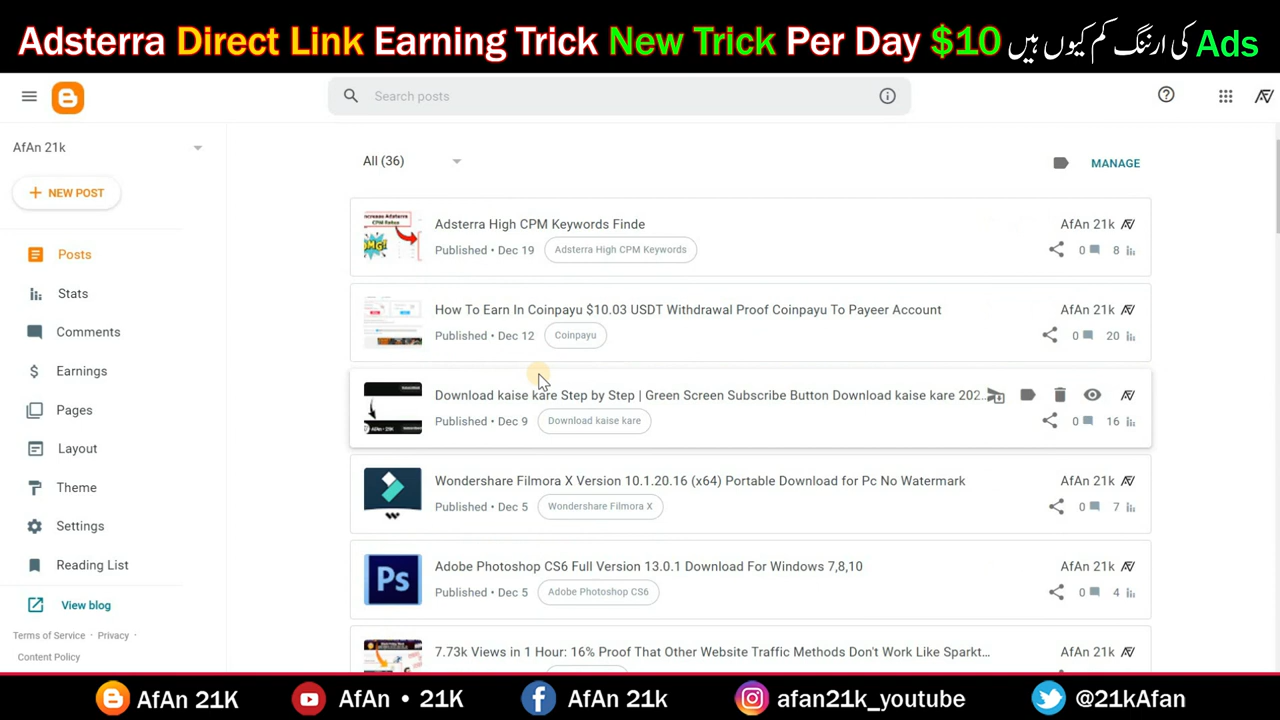 Adsterra Direct Link Earning Trick New Trick Per Day $10 کی ارننگ کم کیوں ہیں Ads
Search posts
AfAn 21k
NEW POST
Posts
Stats
Comments
Earnings
Pages
Layout
Theme
Settings
Reading List
View blog
Terms of Service · Privacy ·
Content Policy
All (36)
MANAGE
Adsterra High CPM Keywords Finde
AfAn 21k
Published • Dec 19 Adsterra High CPM Keywords
0 8
How To Earn In Coinpayu $10.03 USDT Withdrawal Proof Coinpayu To Payeer Account
AfAn 21k
Published • Dec 12 Coinpayu
0 20
Download kaise kare Step by Step | Green Screen Subscribe Button Download kaise kare 202...
Published • Dec 9 Download kaise kare
0 16
Wondershare Filmora X Version 10.1.20.16 (x64) Portable Download for Pc No Watermark
AfAn 21k
Published • Dec 5 Wondershare Filmora X
0 7
Ps
Adobe Photoshop CS6 Full Version 13.0.1 Download For Windows 7,8,10
AfAn 21k
Published • Dec 5 Adobe Photoshop CS6
0 4
7.73k Views in 1 Hour: 16% Proof That Other Website Traffic Methods Don't Work Like Sparkt...
AfAn 21k
AfAn 21K AfAn • 21K AfAn 21k afan21k_youtube @21kAfan